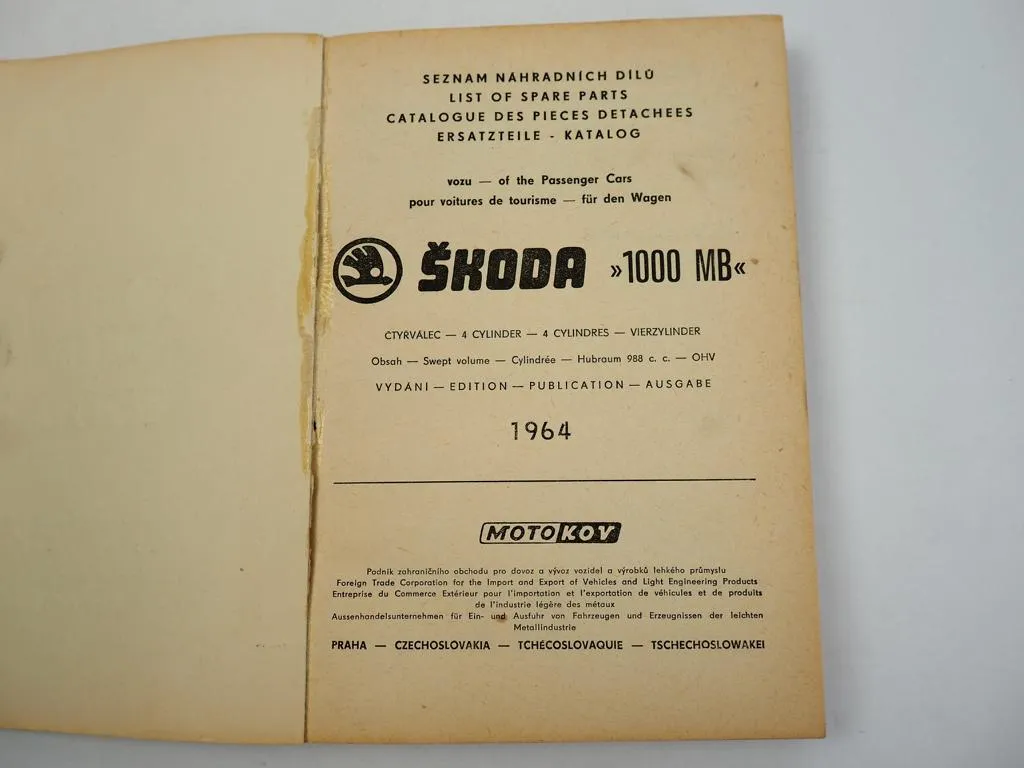 SEZNAM NÁHRADNÍCH DÍLŮ
LIST OF SPARE PARTS
CATALOGUE DES PIECES DETACHEES
ERSATZTEILE - KATALOG
vozu — of the Passenger Cars
pour voitures de tourisme — für den Wagen
ŠKODA »1000 MB«
ČTYŘVÁLEC — 4 CYLINDER — 4 CYLINDRES — VIERZYLINDER
Obsah — Swept volume — Cylindrée — Hubraum 988 c. c. — OHV
VYDÁNÍ — EDITION — PUBLICATION — AUSGABE
1964
MOTOKOV
Podnik zahraničního obchodu pro dovoz a vývoz vozidel a výrobků lehkého průmyslu
Foreign Trade Corporation for the Import and Export of Vehicles and Light Engineering Products
Entreprise du Commerce Extérieur pour l'importation et l'exportation de véhicules et de produits
de l'industrie légère des métaux
Aussenhandelsunternehmen für Ein- und Ausfuhr von Fahrzeugen und Erzeugnissen der leichten
Metallindustrie
PRAHA — CZECHOSLOVAKIA — TCHÉCOSLOVAQUIE — TSCHECHOSLOWAKEI